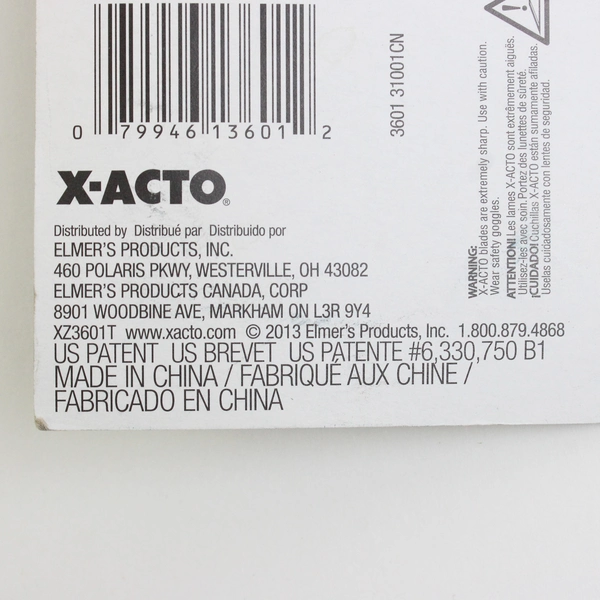 0 79946 13601 2
3601 31001CN
X-ACTO®
Distributed by Distribué par Distribuido por
ELMER'S PRODUCTS, INC.
460 POLARIS PKWY, WESTERVILLE, OH 43082
ELMER'S PRODUCTS CANADA, CORP
8901 WOODBINE AVE, MARKHAM ON L3R 9Y4
XZ3601T www.xacto.com © 2013 Elmer's Products, Inc. 1.800.879.4868
US PATENT US BREVET US PATENTE #6,330,750 B1
MADE IN CHINA / FABRIQUÉ AUX CHINE /
FABRICADO EN CHINA
WARNING:
X-ACTO blades are extremely sharp. Use with caution.
Wear safety goggles.
ATTENTION! Les lames X-ACTO sont extrêmement aiguës.
Utilisez-les avec soin. Portez des lunettes de sûreté.
¡CUIDADO! Cuchillas X-ACTO están sumamente afiladas.
Uselas cuidadosamente con lentes de seguridad.